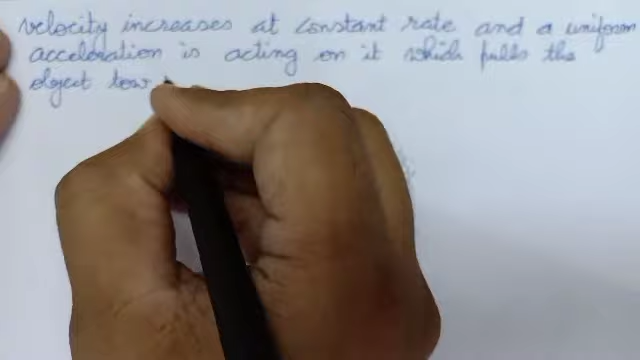 velocity increases at constant rate and a uniform
acceleration is acting on it which pulls the
object tow